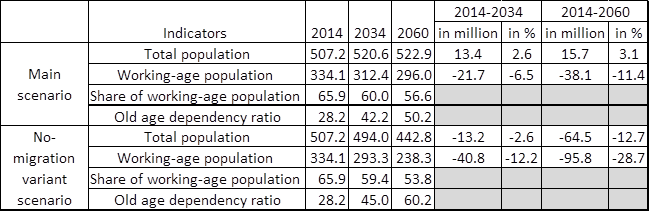 2014-2034 2014-2060
Indicators 2014 2034 2060 in million in % in million in %
Main scenario
Total population 507.2 520.6 522.9 13.4 2.6 15.7 3.1
Working-age population 334.1 312.4 296.0 -21.7 -6.5 -38.1 -11.4
Share of working-age population 65.9 60.0 56.6
Old age dependency ratio 28.2 42.2 50.2
No-
migration
variant
scenario
Total population 507.2 494.0 442.8 -13.2 -2.6 -64.5 -12.7
Working-age population 334.1 293.3 238.3 -40.8 -12.2 -95.8 -28.7
Share of working-age population 65.9 59.4 53.8
Old age dependency ratio 28.2 45.0 60.2